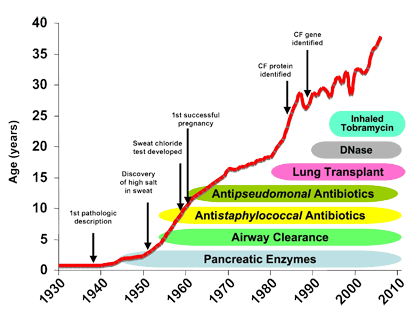 40
35
30
25
20
15
10
5
0
Age (years)
CF gene
identified
CF protein
identified
1st successful
pregnancy
Sweat chloride
test developed
Discovery
of high salt
in sweat
1st pathologic
description
Inhaled
Tobramycin
DNase
Lung Transplant
Antipseudomonal Antibiotics
Antistaphylococcal Antibiotics
Airway Clearance
Pancreatic Enzymes
1930
1940
1950
1960
1970
1980
1990
2000
2010